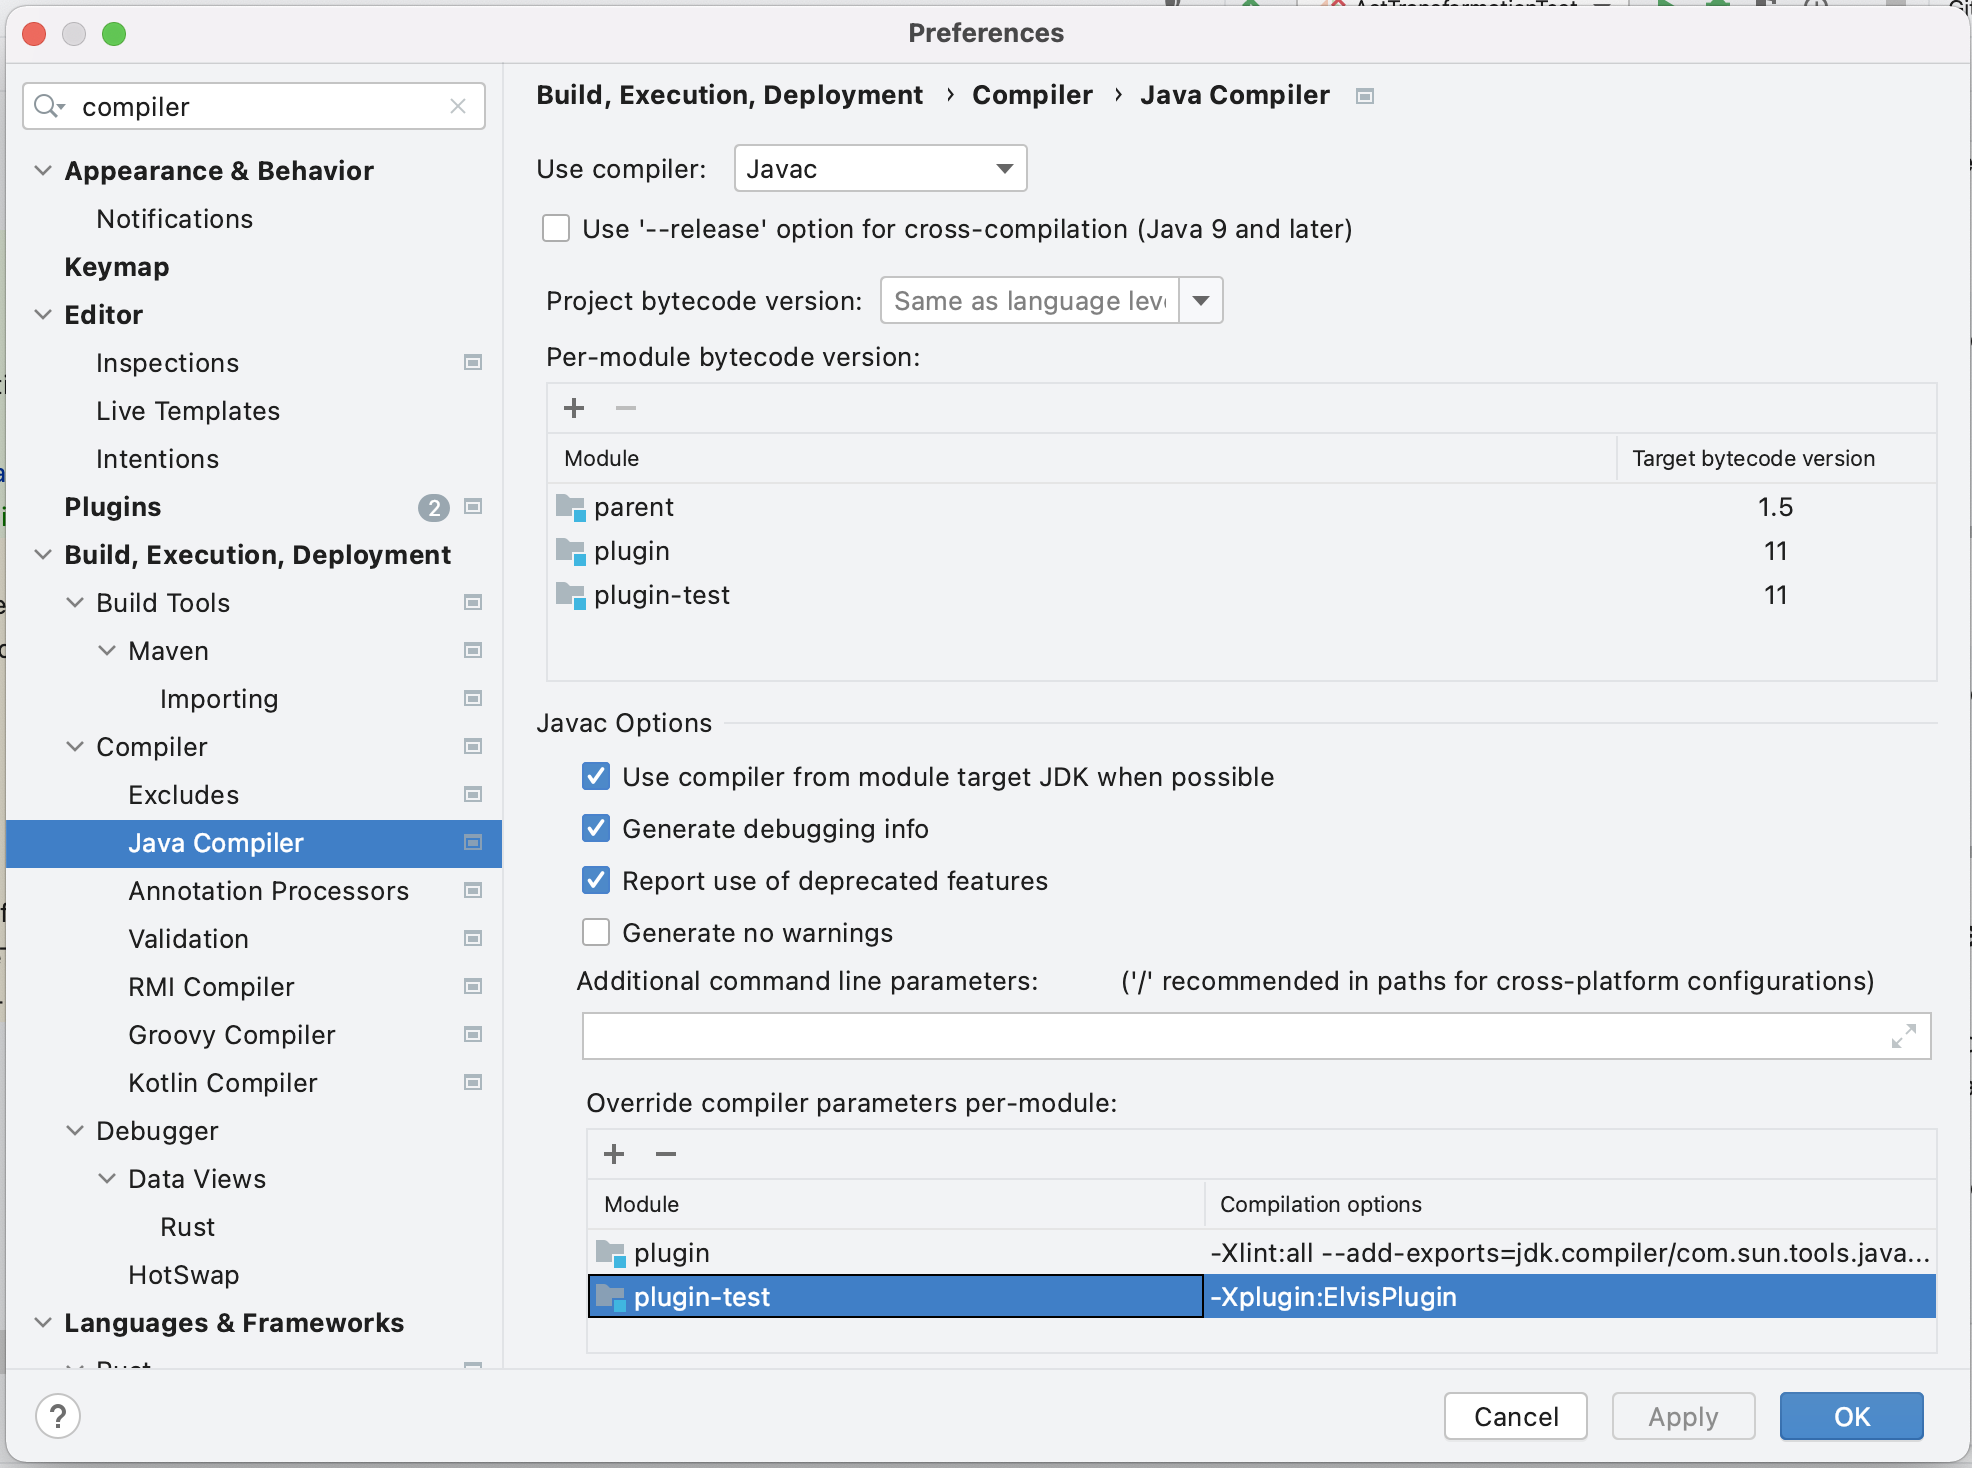 Preferences
compiler
Appearance & Behavior
Notifications
Keymap
Editor
Inspections
Live Templates
Intentions
Plugins 2
Build, Execution, Deployment
Build Tools
Maven
Importing
Compiler
Excludes
Java Compiler
Annotation Processors
Validation
RMI Compiler
Groovy Compiler
Kotlin Compiler
Debugger
Data Views
Rust
HotSwap
Languages & Frameworks
Rust
?
Build, Execution, Deployment › Compiler › Java Compiler
Use compiler: Javac
Use '--release' option for cross-compilation (Java 9 and later)
Project bytecode version: Same as language leve
Per-module bytecode version:
Module Target bytecode version
parent 1.5
plugin 11
plugin-test 11
Javac Options
Use compiler from module target JDK when possible
Generate debugging info
Report use of deprecated features
Generate no warnings
Additional command line parameters: ('/' recommended in paths for cross-platform configurations)
Override compiler parameters per-module:
Module Compilation options
plugin -Xlint:all --add-exports=jdk.compiler/com.sun.tools.java...
plugin-test -Xplugin:ElvisPlugin
Cancel Apply OK